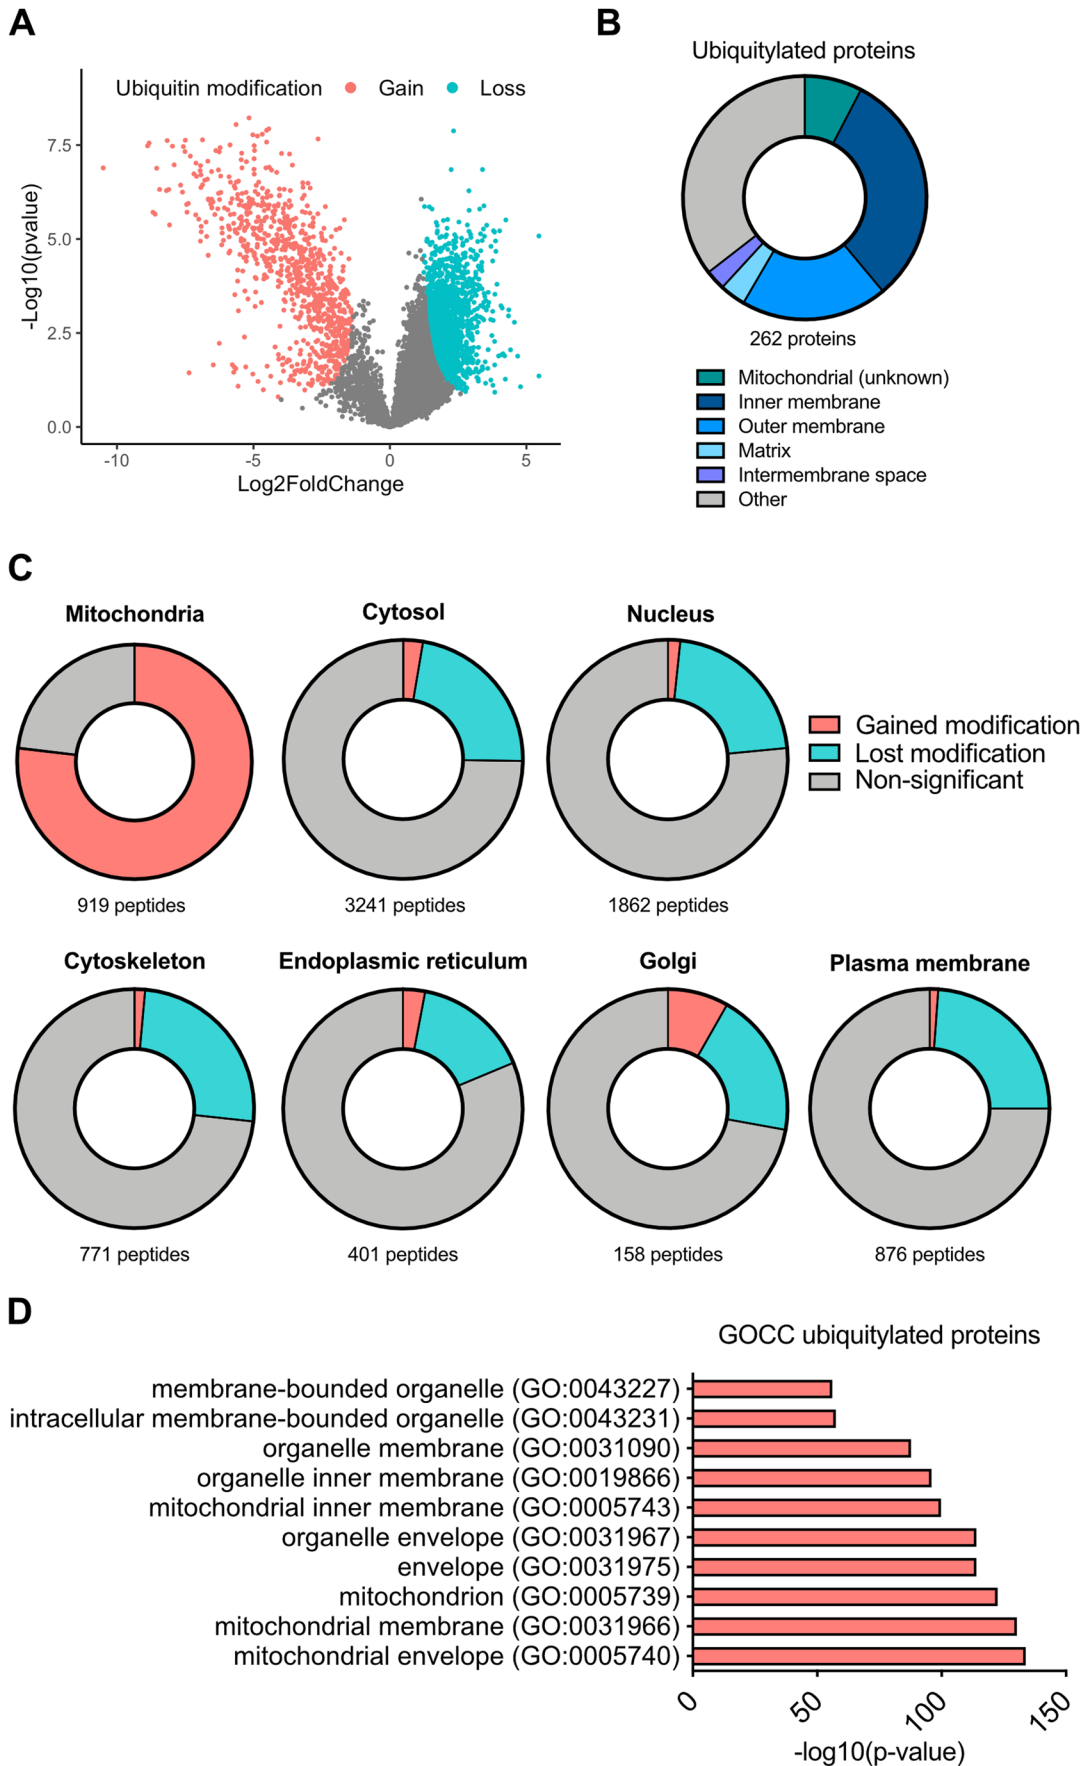 A
Ubiquitin modification Gain Loss
-Log10(pvalue)
7.5
5.0
2.5
0.0
-10 -5 0 5
Log2FoldChange
B
Ubiquitylated proteins
262 proteins
Mitochondrial (unknown)
Inner membrane
Outer membrane
Matrix
Intermembrane space
Other
C
Mitochondria
Cytosol
Nucleus
919 peptides
3241 peptides
1862 peptides
Gained modification
Lost modification
Non-significant
Cytoskeleton
Endoplasmic reticulum
Golgi
Plasma membrane
771 peptides
401 peptides
158 peptides
876 peptides
D
GOCC ubiquitylated proteins
membrane-bounded organelle (GO:0043227)
intracellular membrane-bounded organelle (GO:0043231)
organelle membrane (GO:0031090)
organelle inner membrane (GO:0019866)
mitochondrial inner membrane (GO:0005743)
organelle envelope (GO:0031967)
envelope (GO:0031975)
mitochondrion (GO:0005739)
mitochondrial membrane (GO:0031966)
mitochondrial envelope (GO:0005740)
0 50 100 150
-log10(p-value)